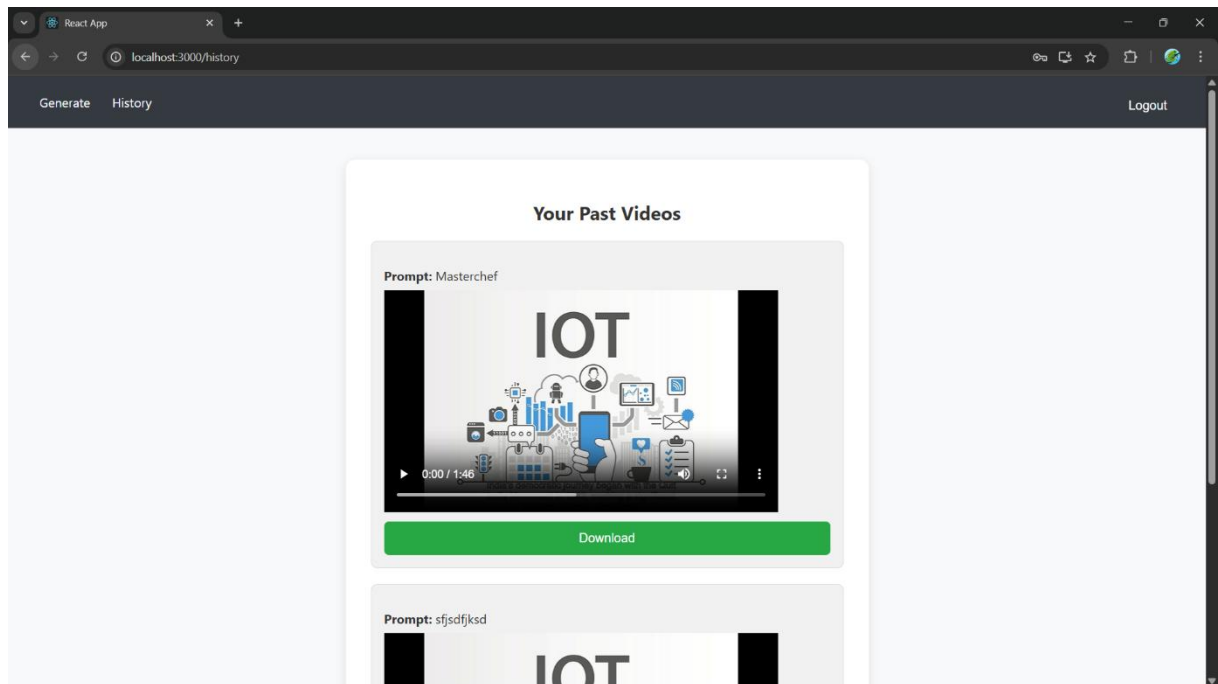 React App
localhost:3000/history
Generate History Logout
Your Past Videos
Prompt: Masterchef
IOT
0:00 / 1:46
Download
Prompt: sfjsdfjksd
IOT